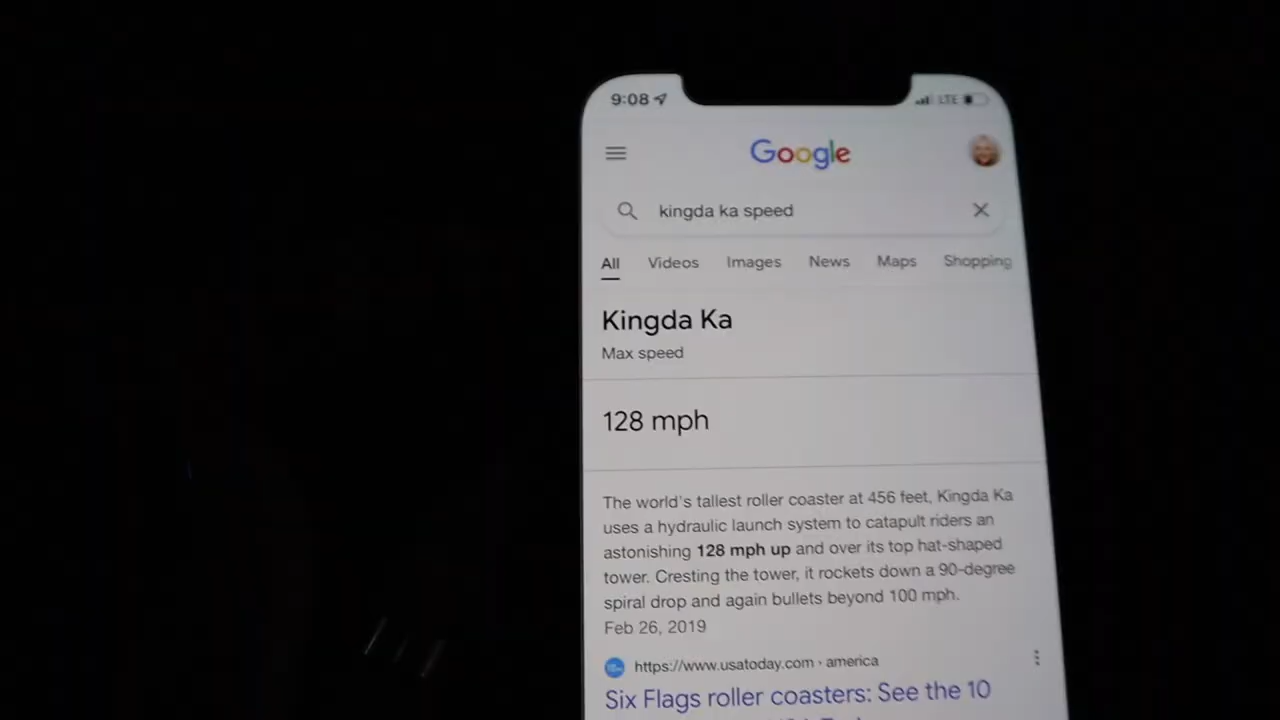 9:08 LTE
Google
kingda ka speed
All Videos Images News Maps Shopping
Kingda Ka
Max speed
128 mph
The world's tallest roller coaster at 456 feet, Kingda Ka
uses a hydraulic launch system to catapult riders an
astonishing 128 mph up and over its top hat-shaped
tower. Cresting the tower, it rockets down a 90-degree
spiral drop and again bullets beyond 100 mph.
Feb 26, 2019
https://www.usatoday.com › america
Six Flags roller coasters: See the 10